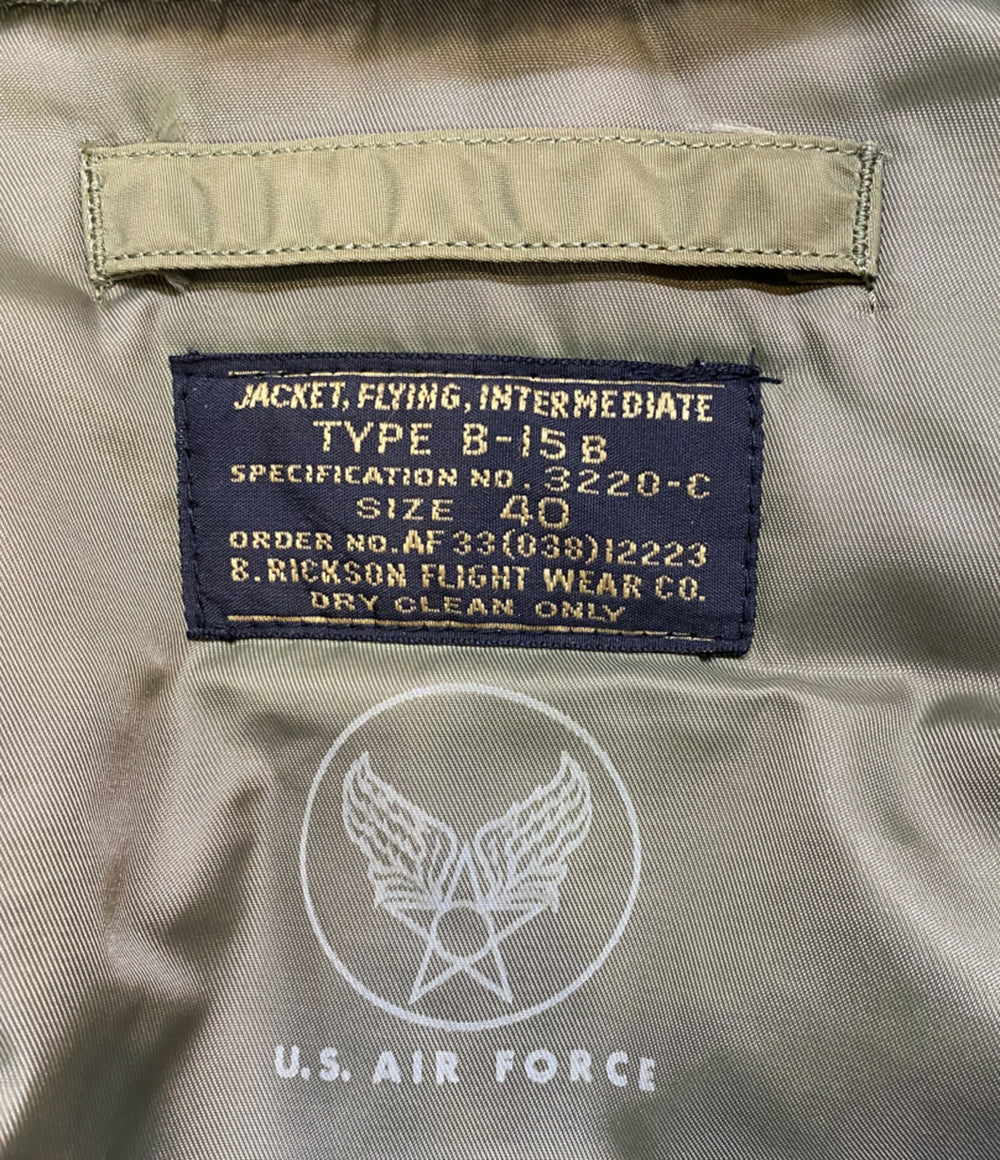 JACKET, FLYING, INTERMEDIATE
TYPE B-15B
SPECIFICATION NO. 3220-C
SIZE 40
ORDER NO. AF 33(038)12223
B. RICKSON FLIGHT WEAR CO.
DRY CLEAN ONLY
U.S. AIR FORCE